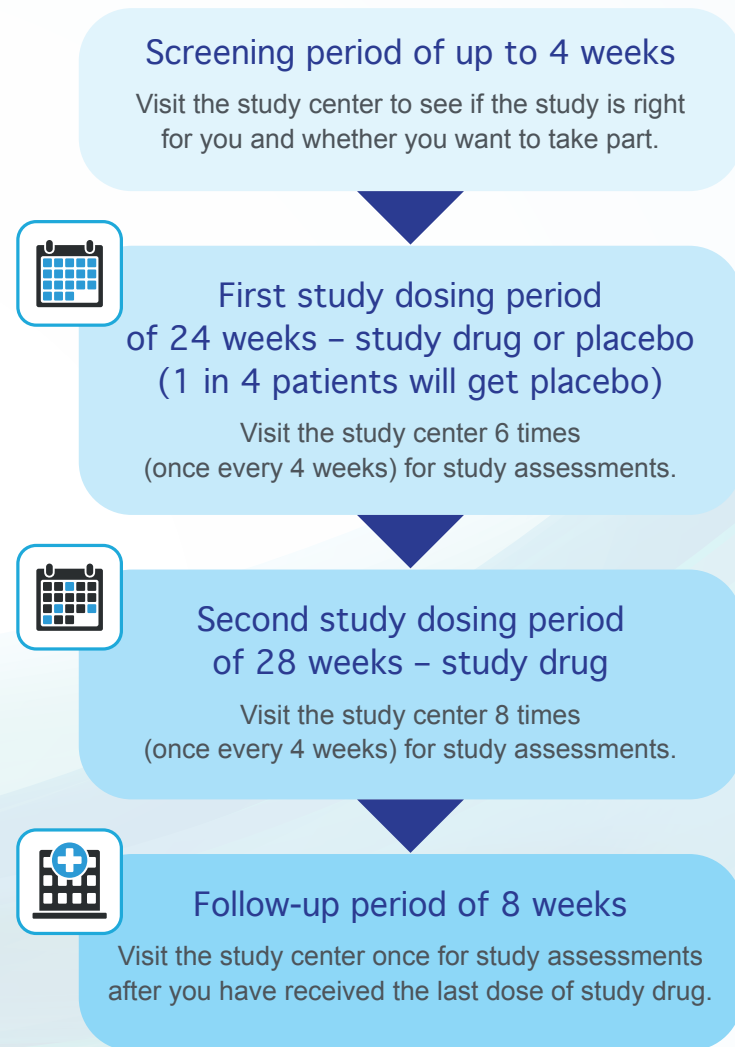 Screening period of up to 4 weeks
Visit the study center to see if the study is right
for you and whether you want to take part.
First study dosing period
of 24 weeks – study drug or placebo
(1 in 4 patients will get placebo)
Visit the study center 6 times
(once every 4 weeks) for study assessments.
Second study dosing period
of 28 weeks – study drug
Visit the study center 8 times
(once every 4 weeks) for study assessments.
Follow-up period of 8 weeks
Visit the study center once for study assessments
after you have received the last dose of study drug.